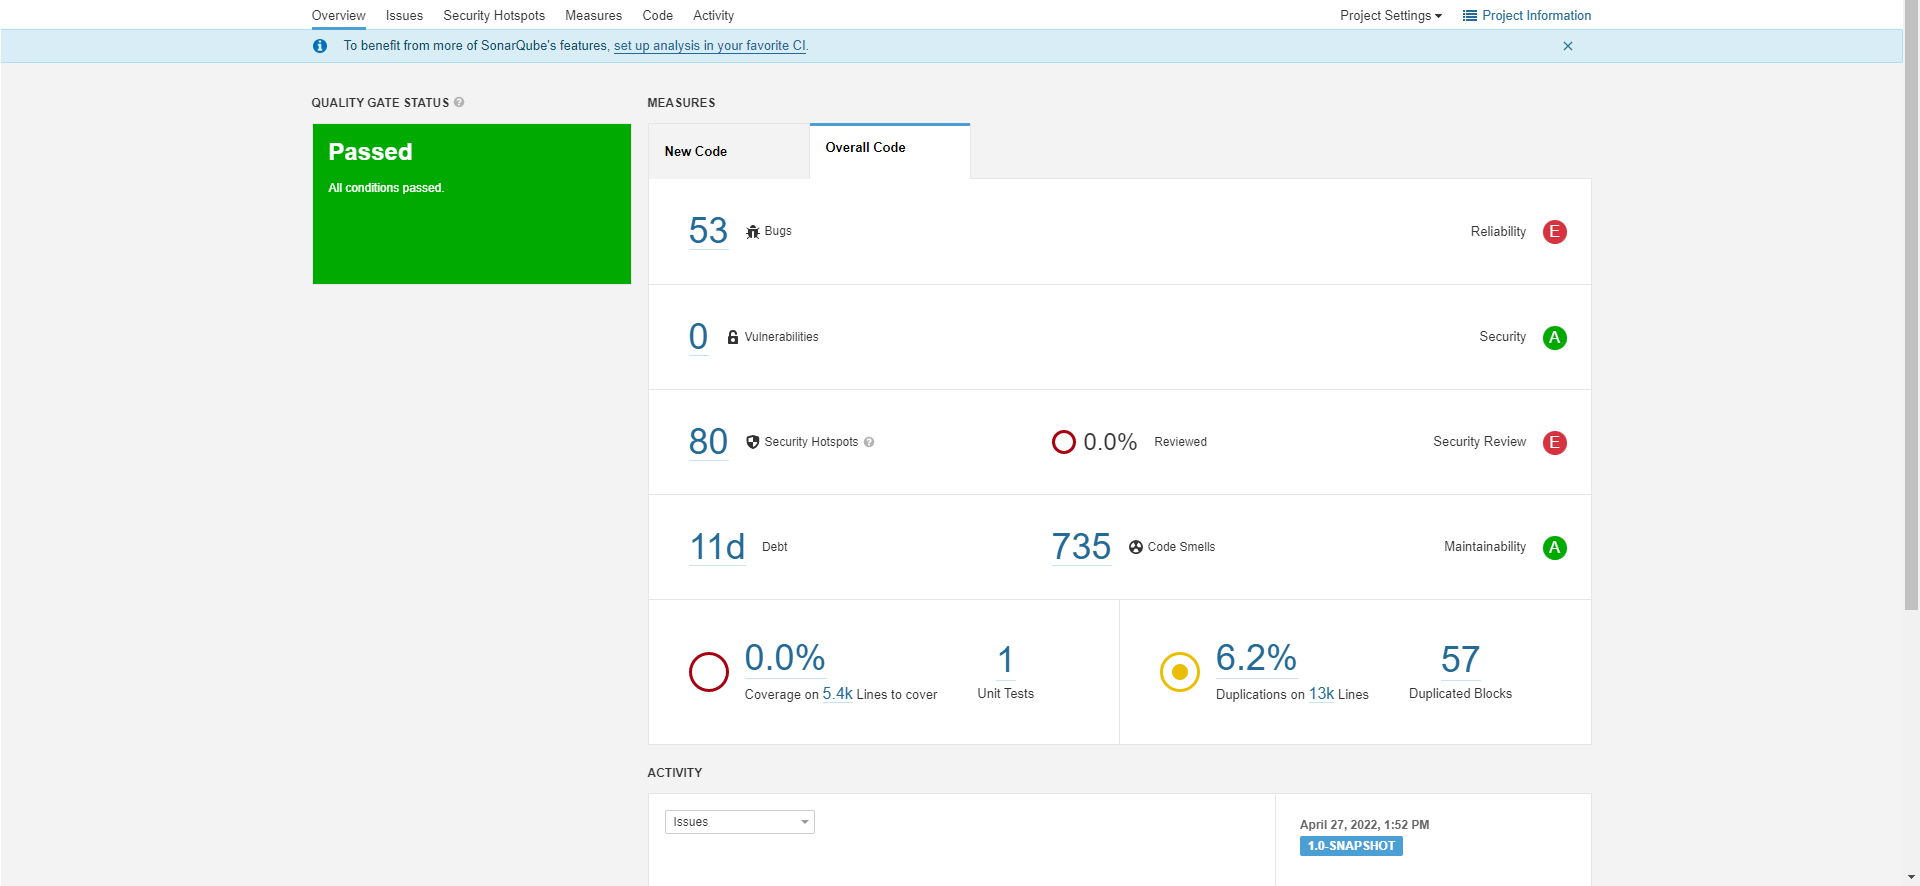 Overview Issues Security Hotspots Measures Code Activity Project Settings Project Information
To benefit from more of SonarQube's features, set up analysis in your favorite CI.
QUALITY GATE STATUS
Passed
All conditions passed.
MEASURES
New Code Overall Code
53 Bugs Reliability E
0 Vulnerabilities Security A
80 Security Hotspots 0.0% Reviewed Security Review E
11d Debt 735 Code Smells Maintainability A
0.0% 1 6.2% 57
Coverage on 5.4k Lines to cover Unit Tests Duplications on 13k Lines Duplicated Blocks
ACTIVITY
Issues
April 27, 2022, 1:52 PM
1.0-SNAPSHOT